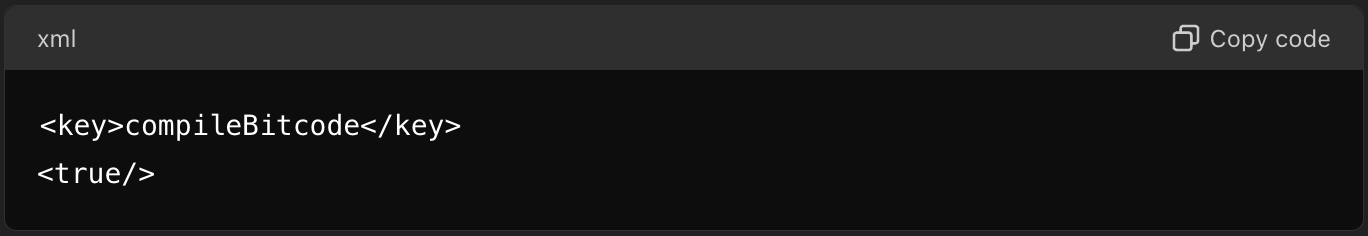 xml
Copy code
<key>compileBitcode</key>
<true/>